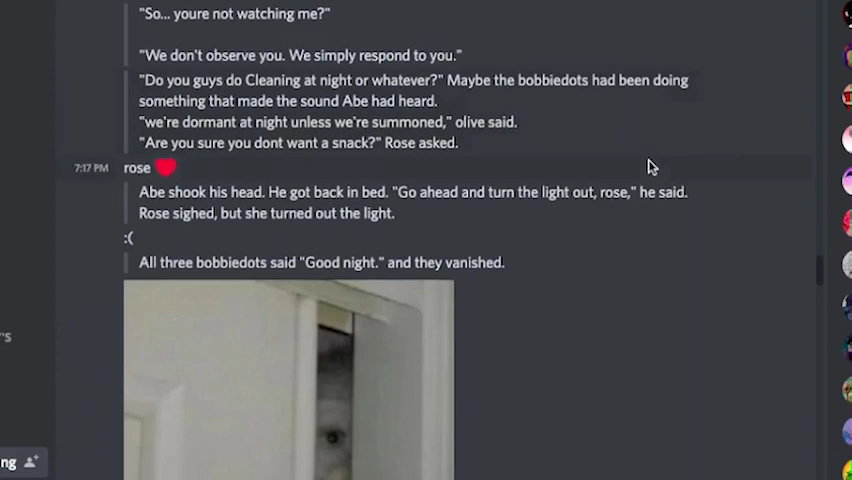 "So... youre not watching me?"
"We don't observe you. We simply respond to you."
"Do you guys do Cleaning at night or whatever?" Maybe the bobbiedots had been doing
something that made the sound Abe had heard.
"we're dormant at night unless we're summoned," olive said.
"Are you sure you dont want a snack?" Rose asked.
7:17 PM rose ❤️
Abe shook his head. He got back in bed. "Go ahead and turn the light out, rose," he said.
Rose sighed, but she turned out the light.
:(
All three bobbiedots said "Good night." and they vanished.
's
ng